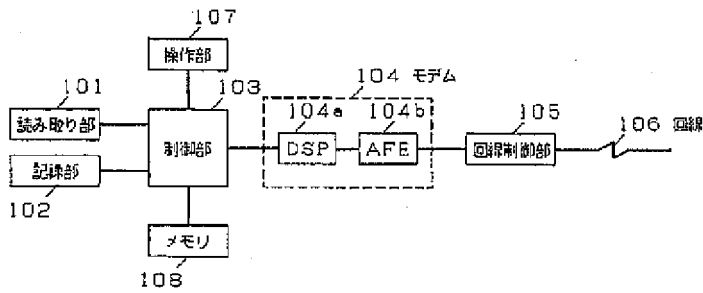 107
操作部
101
読み取り部
103
制御部
記録部
102
メモリ
108
104 モデム
104a
DSP
104b
AFE
105
回線制御部
106 回線